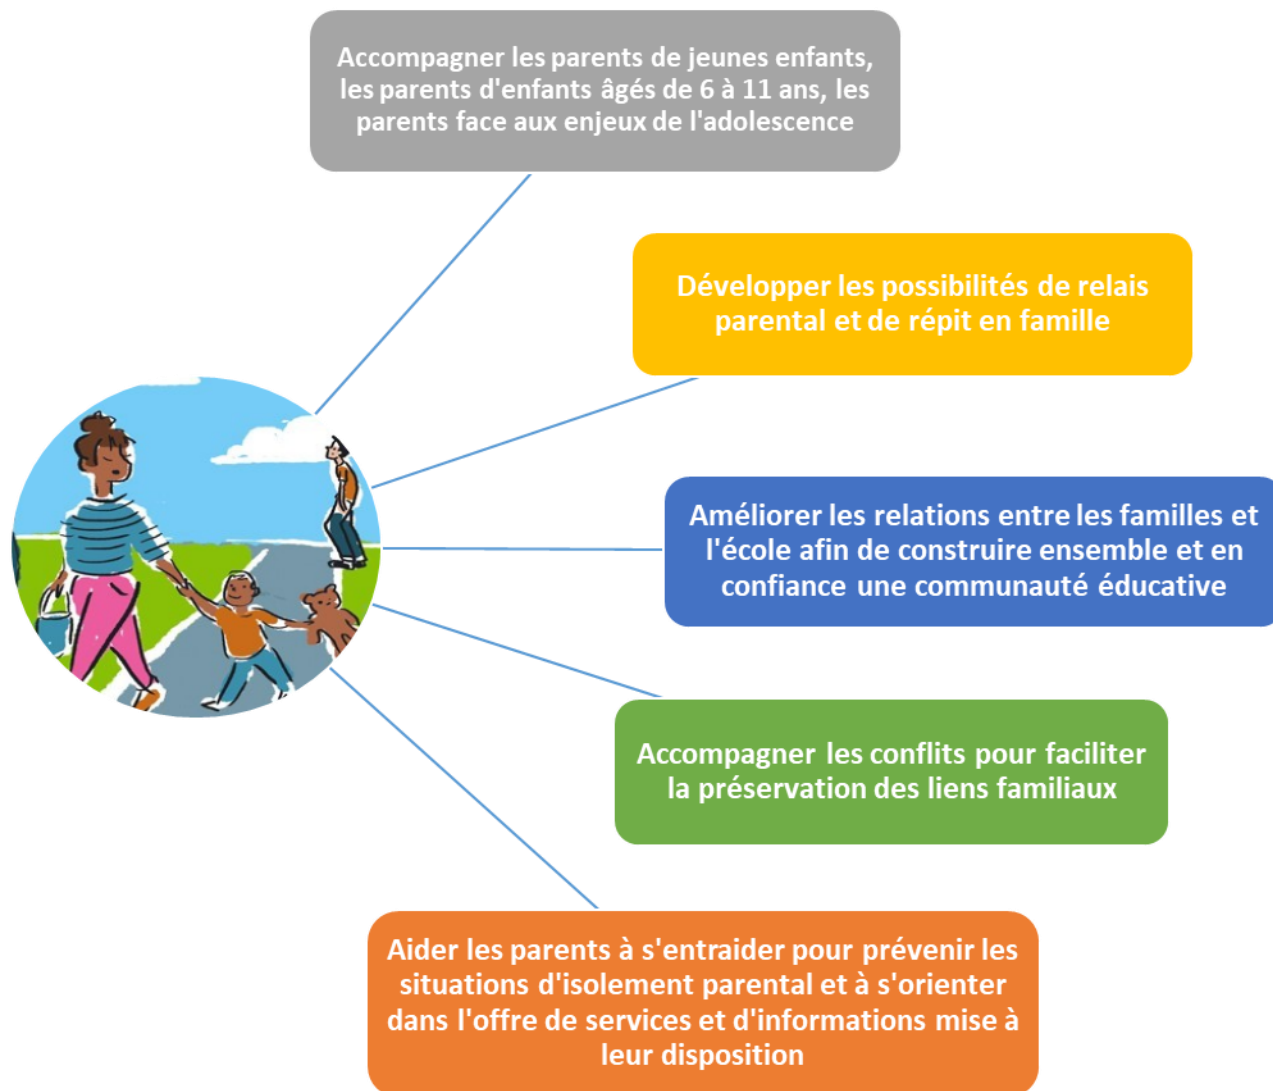 Accompagner les parents de jeunes enfants,
les parents d'enfants âgés de 6 à 11 ans, les
parents face aux enjeux de l'adolescence
Développer les possibilités de relais
parental et de répit en famille
Améliorer les relations entre les familles et
l'école afin de construire ensemble et en
confiance une communauté éducative
Accompagner les conflits pour faciliter
la préservation des liens familiaux
Aider les parents à s'entraider pour prévenir les
situations d'isolement parental et à s'orienter
dans l'offre de services et d'informations mise à
leur disposition